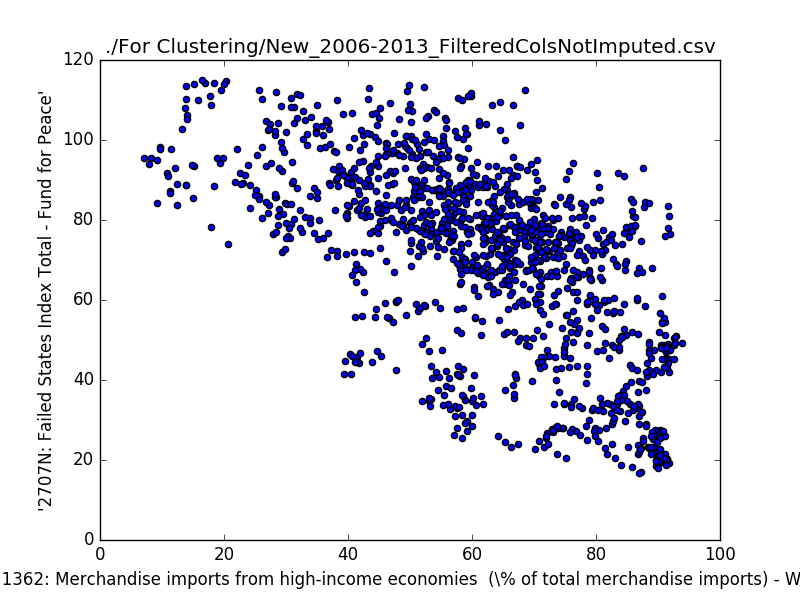 ./For Clustering/New_2006-2013_FilteredColsNotImputed.csv
'2707N: Failed States Index Total - Fund for Peace'
120
100
80
60
40
20
0
0 20 40 60 80 100
1362: Merchandise imports from high-income economies (\% of total merchandise imports) - W